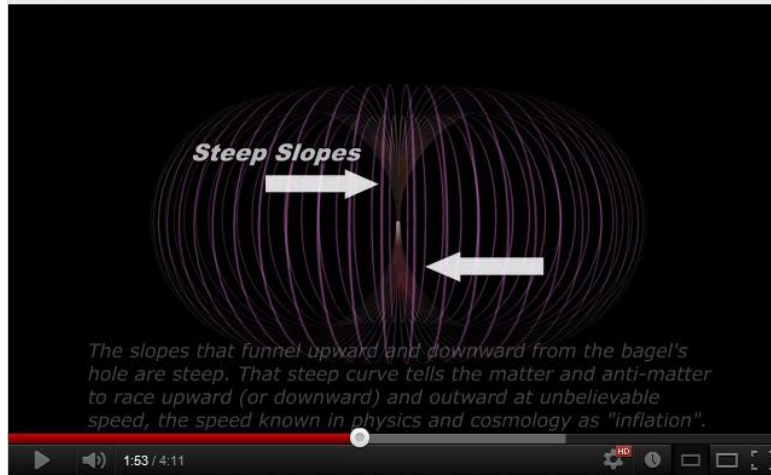 Steep Slopes
The slopes that funnel upward and downward from the bagel's
hole are steep. That steep curve tells the matter and anti-matter
to race upward (or downward) and outward at unbelievable
speed, the speed known in physics and cosmology as "inflation".
1:53 / 4:11
HD